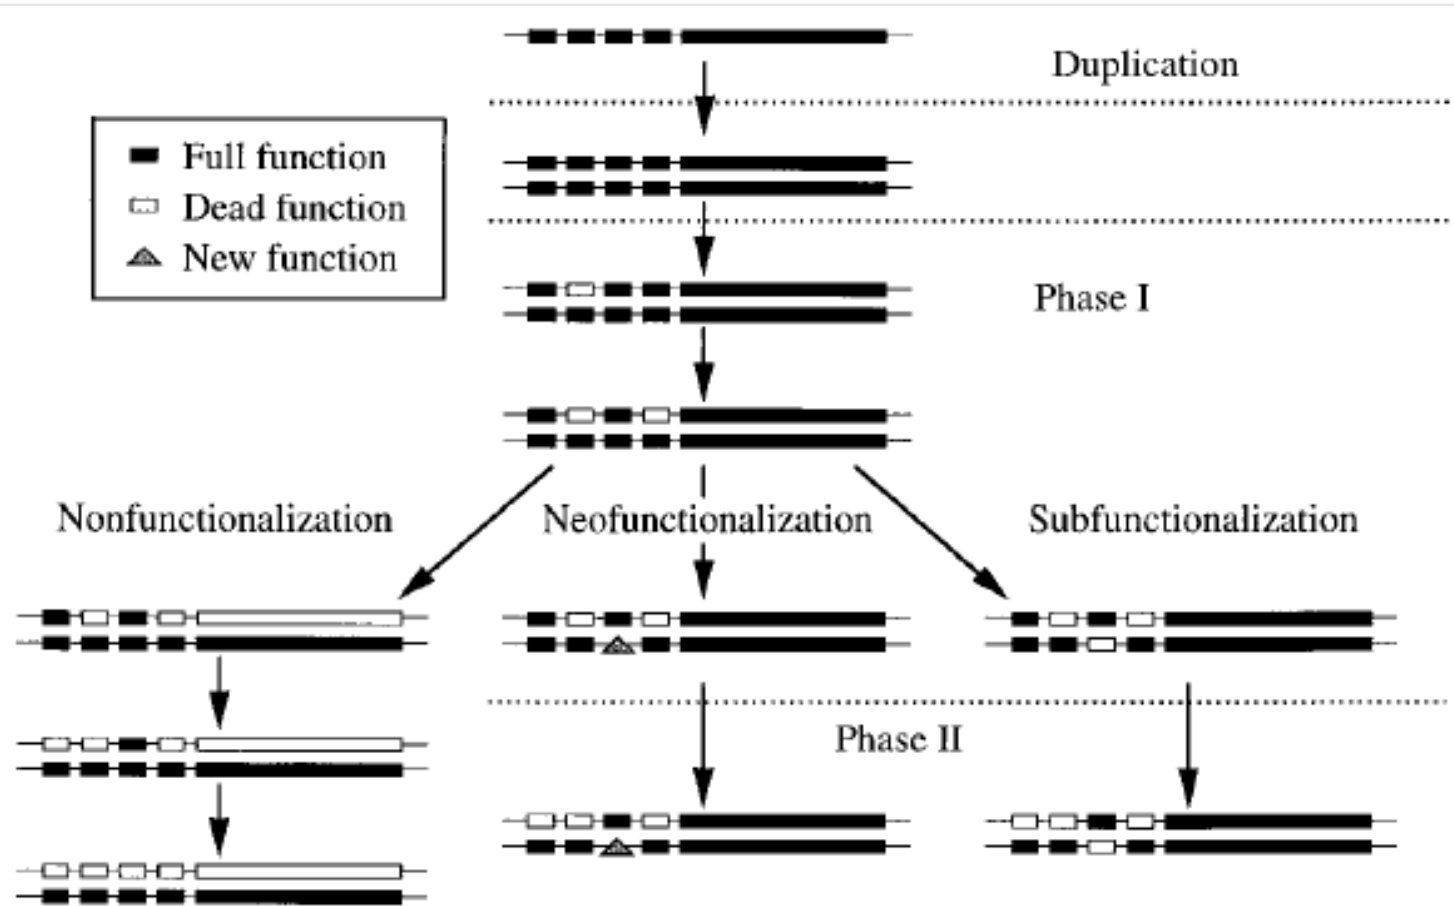 Duplication
Full function
Dead function
New function
Phase I
Nonfunctionalization
Neofunctionalization
Subfunctionalization
Phase II